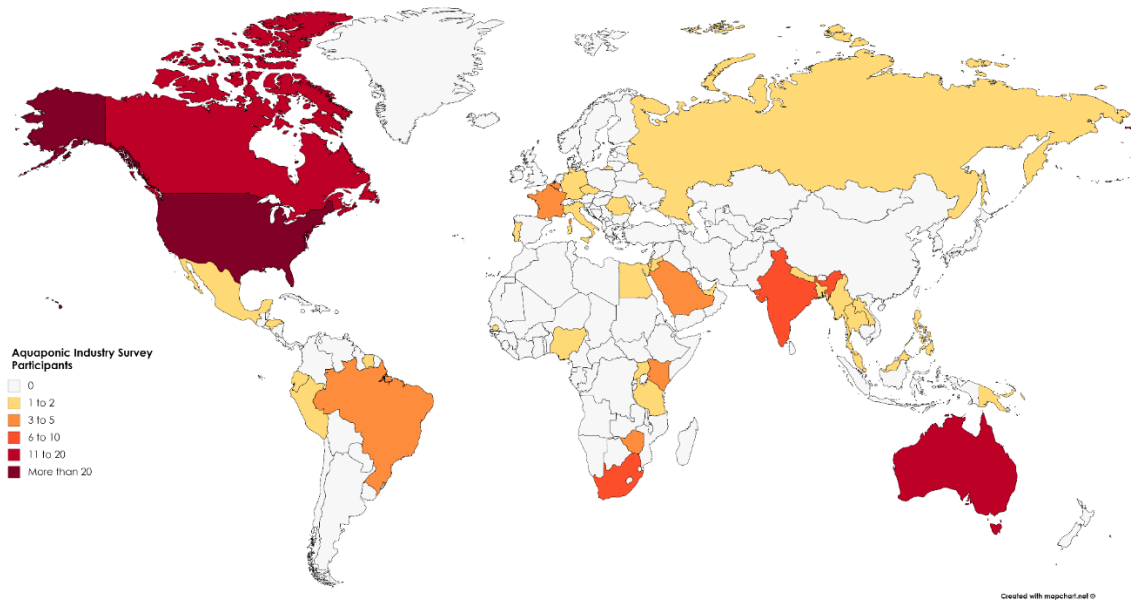 Aquaponic Industry Survey
Participants
0
1 to 2
3 to 5
6 to 10
11 to 20
More than 20
Created with mapchart.net ©